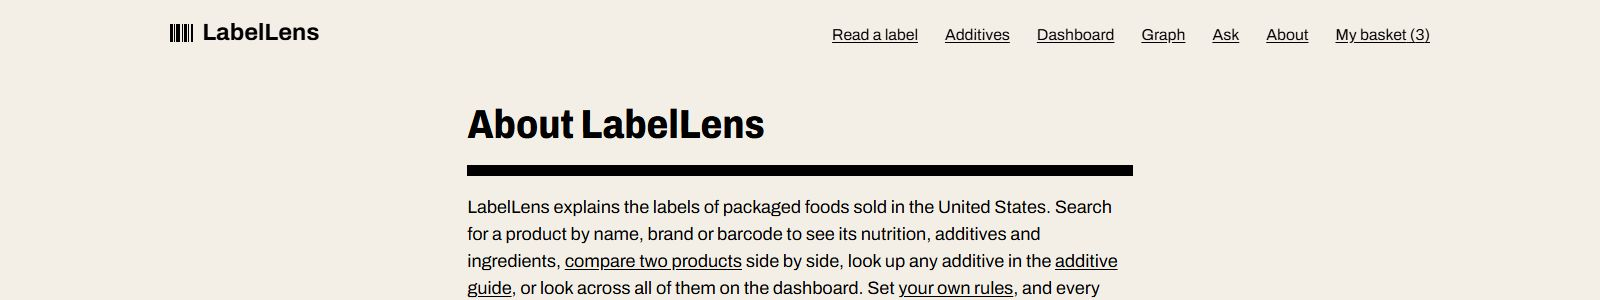 LabelLens
Read a label Additives Dashboard Graph Ask About My basket (3)
About LabelLens
LabelLens explains the labels of packaged foods sold in the United States. Search
for a product by name, brand or barcode to see its nutrition, additives and
ingredients, compare two products side by side, look up any additive in the additive
guide, or look across all of them on the dashboard. Set your own rules, and every